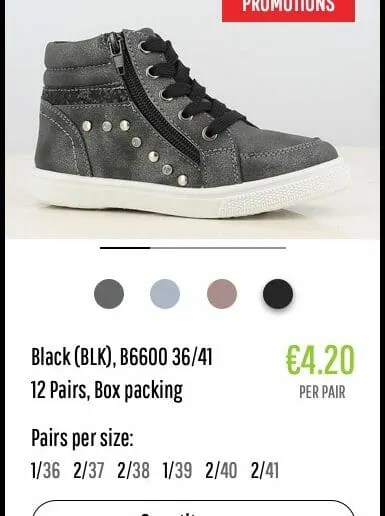 PROMOTIONS
Black (BLK), B6600 36/41
€4.20
12 Pairs, Box packing
PER PAIR
Pairs per size:
1/36 2/37 2/38 1/39 2/40 2/41